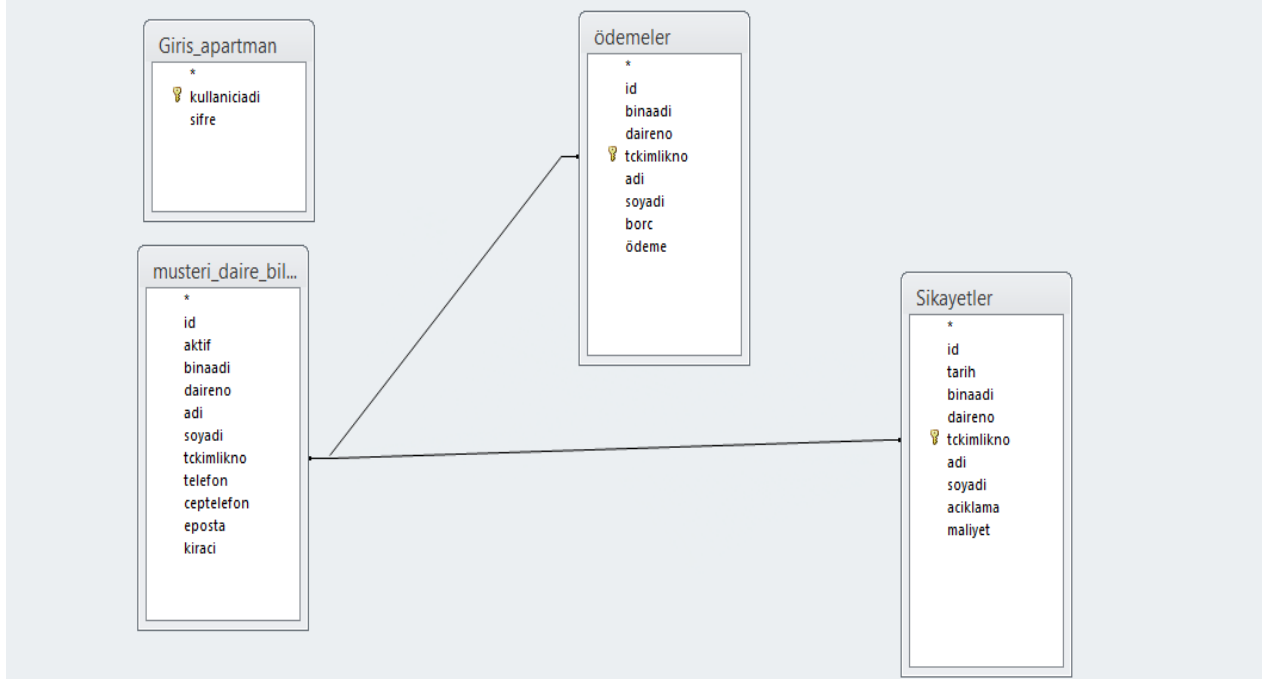 Giris_apartman
*
kullaniciadi
sifre
ödemeler
*
id
binaadi
daireno
tckimlikno
adi
soyadi
borc
ödeme
musteri_daire_bil...
*
id
aktif
binaadi
daireno
adi
soyadi
tckimlikno
telefon
ceptelefon
eposta
kiraci
Sikayetler
*
id
tarih
binaadi
daireno
tckimlikno
adi
soyadi
aciklama
maliyet